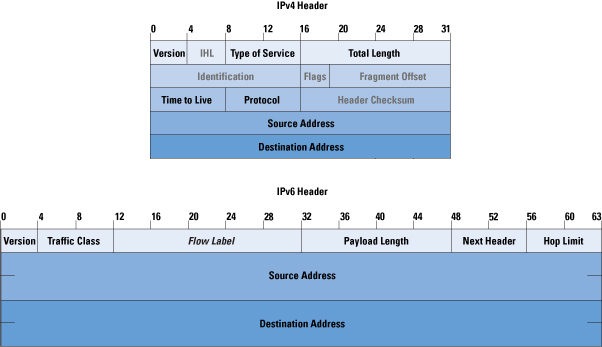 IPv4 Header
0 4 8 12 16 20 24 28 31
Version IHL Type of Service Total Length
Identification Flags Fragment Offset
Time to Live Protocol Header Checksum
Source Address
Destination Address
IPv6 Header
0 4 8 12 16 20 24 28 32 36 40 44 48 52 56 60 63
Version Traffic Class Flow Label Payload Length Next Header Hop Limit
Source Address
Destination Address